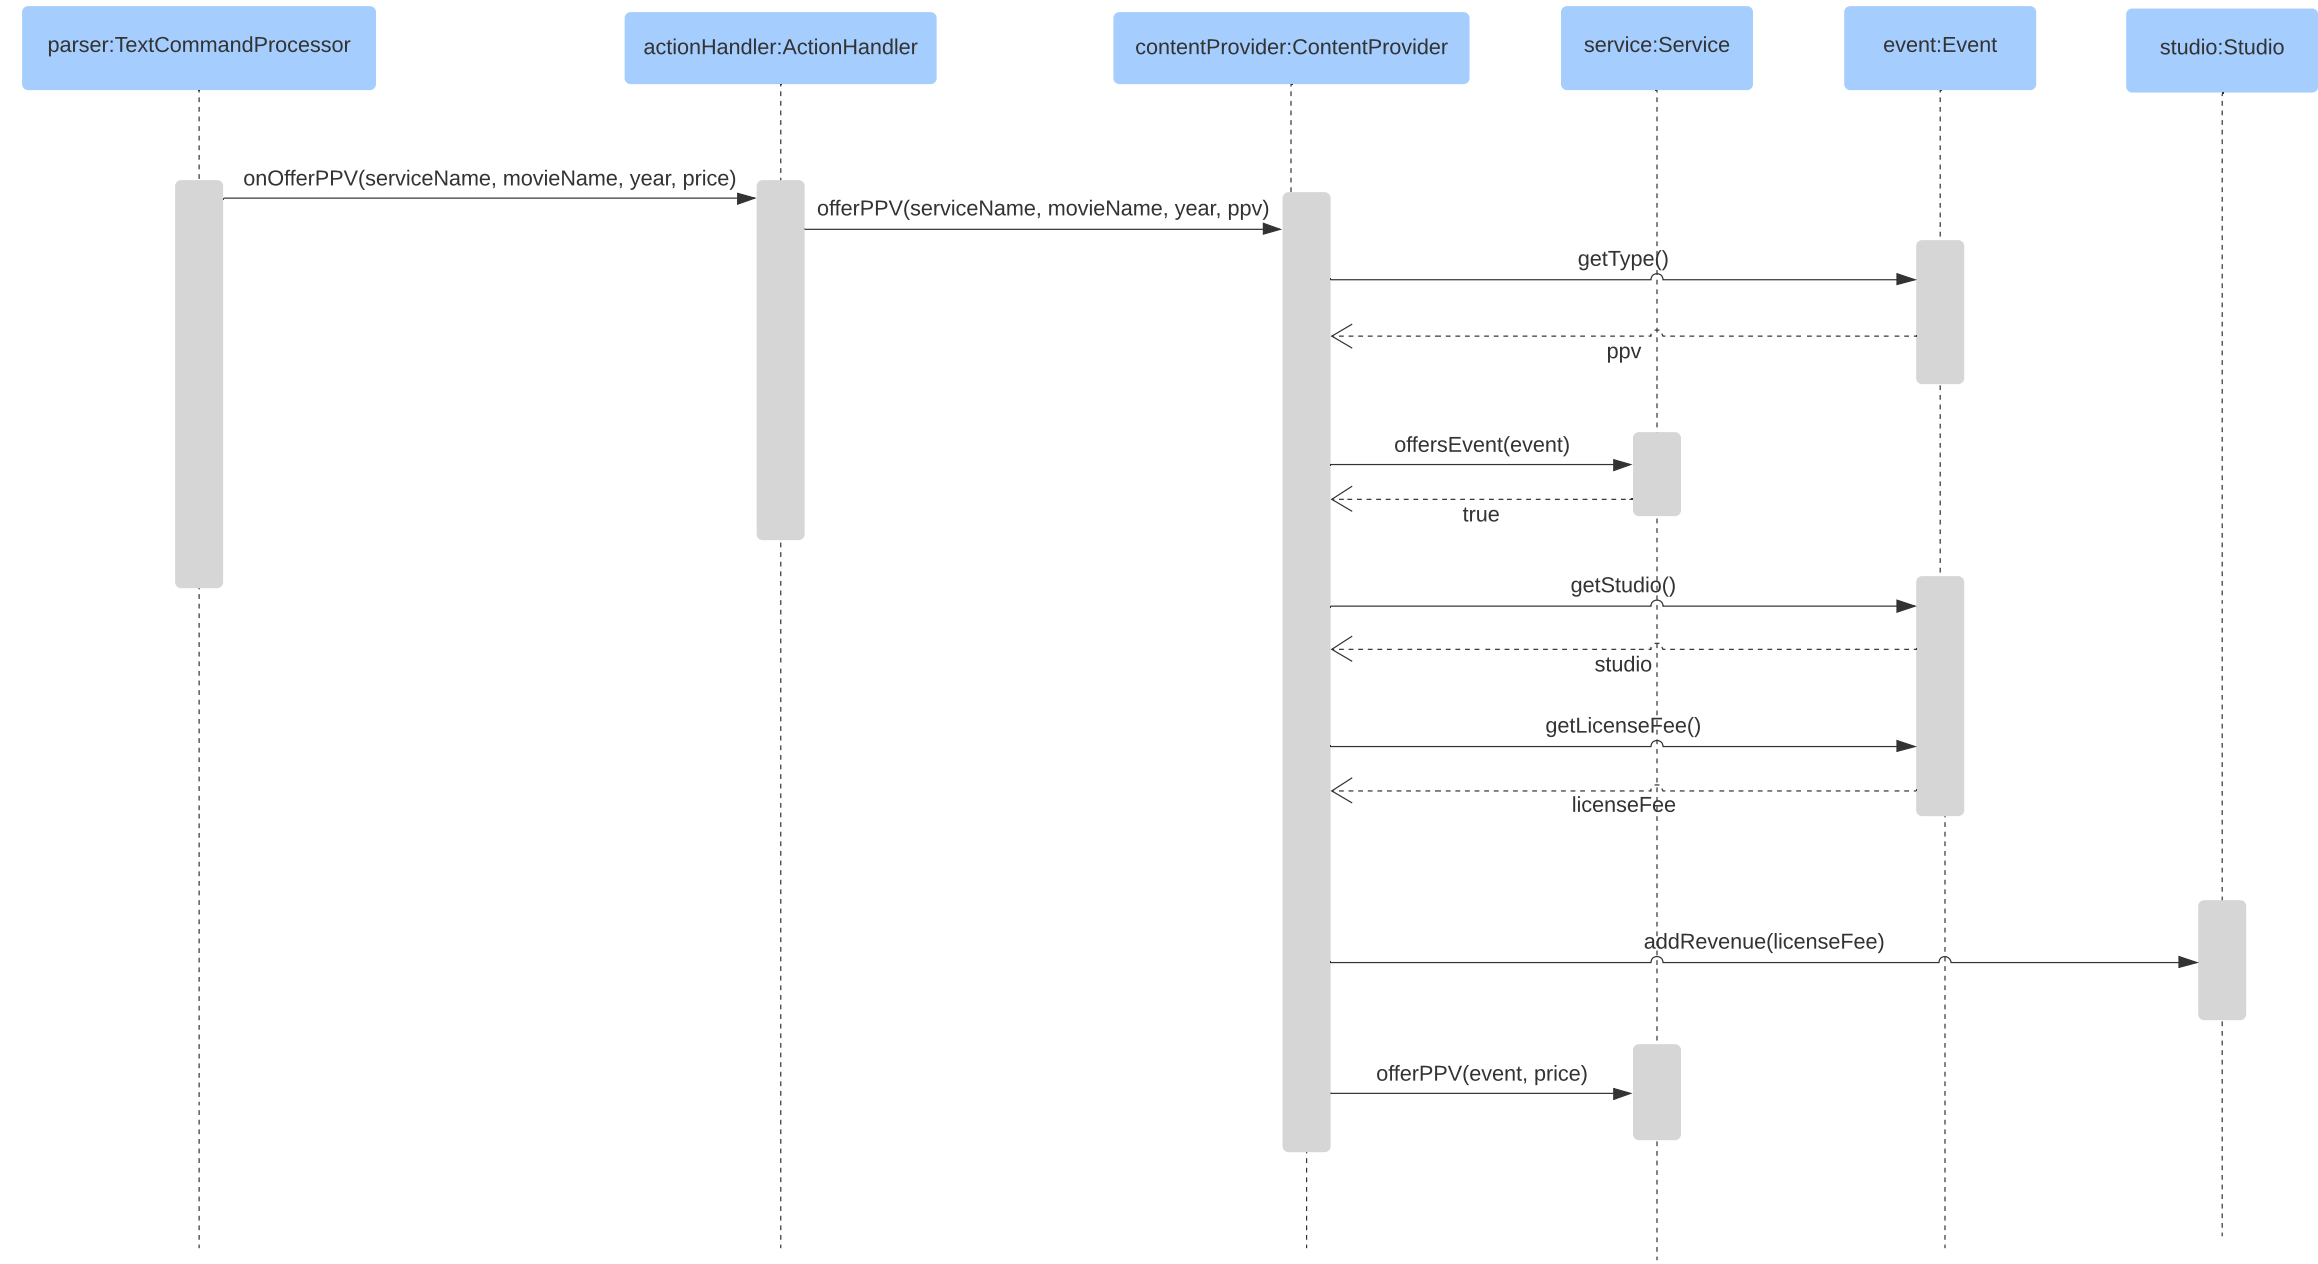 parser:TextCommandProcessor
actionHandler:ActionHandler
contentProvider:ContentProvider
service:Service
event:Event
studio:Studio
onOfferPPV(serviceName, movieName, year, price)
offerPPV(serviceName, movieName, year, ppv)
getType()
ppv
offersEvent(event)
true
getStudio()
studio
getLicenseFee()
licenseFee
addRevenue(licenseFee)
offerPPV(event, price)